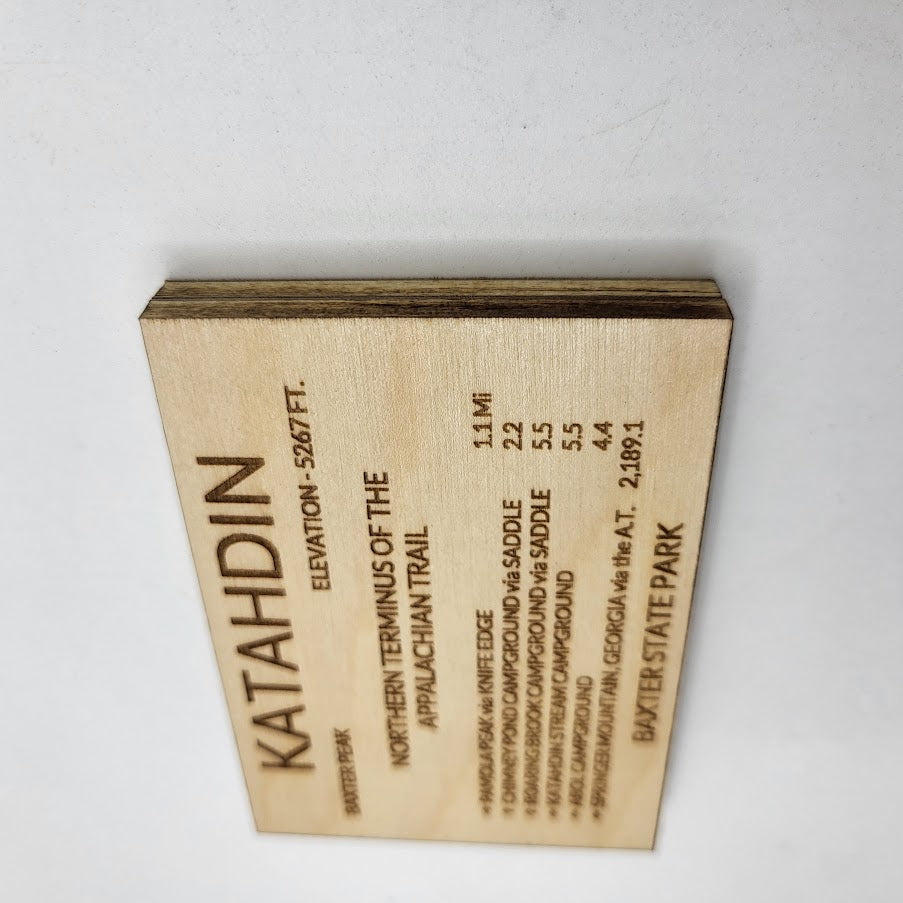 KATAHDIN
BAXTER PEAK ELEVATION - 5267 FT.
NORTHERN TERMINUS OF THE
APPALACHIAN TRAIL
PAMOLA PEAK via KNIFE EDGE 1.1 Mi
CHIMNEY POND CAMPGROUND via SADDLE 2.2
ROARING BROOK CAMPGROUND via SADDLE 5.5
KATAHDIN STREAM CAMPGROUND 5.5
ABOL CAMPGROUND 4.4
SPRINGER MOUNTAIN, GEORGIA via the A.T. 2,189.1
BAXTER STATE PARK